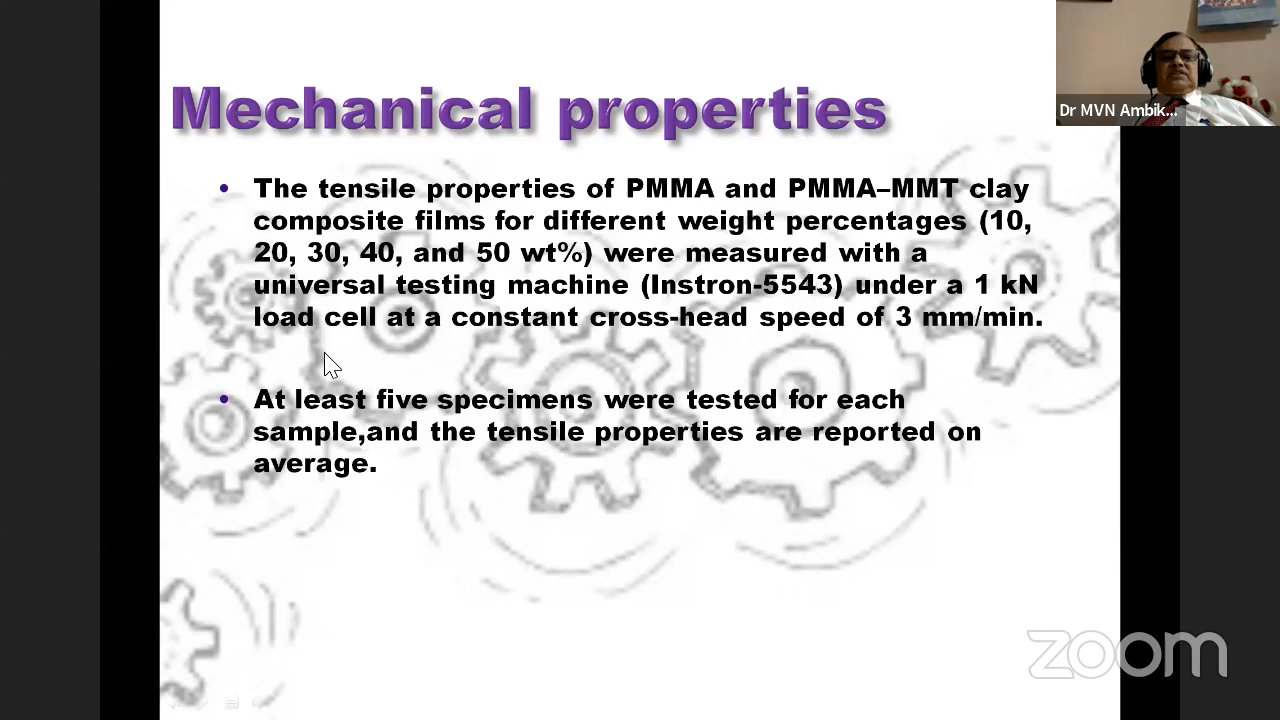 Mechanical properties
Dr MVN Ambik...
• The tensile properties of PMMA and PMMA–MMT clay
composite films for different weight percentages (10,
20, 30, 40, and 50 wt%) were measured with a
universal testing machine (Instron-5543) under a 1 kN
load cell at a constant cross-head speed of 3 mm/min.
• At least five specimens were tested for each
sample,and the tensile properties are reported on
average.
zoom